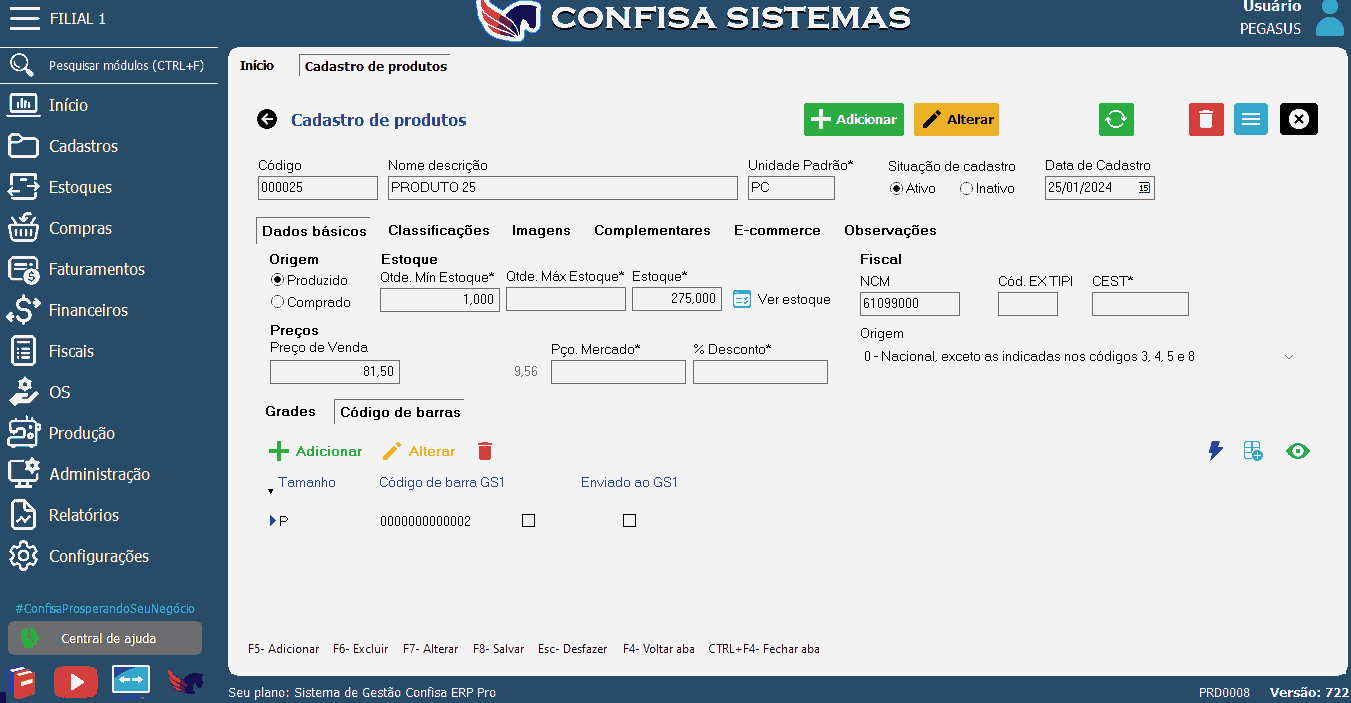 FILIAL 1
CONFISA SISTEMAS
Usuário
PEGASUS
Pesquisar módulos (CTRL+F)
Início
Cadastros
Estoques
Compras
Faturamentos
Financeiros
Fiscais
OS
Produção
Administração
Relatórios
Configurações
#ConfisaProsperandoSeuNegócio
Central de ajuda
Início Cadastro de produtos
Cadastro de produtos
Adicionar Alterar
Código Nome descrição Unidade Padrão* Situação de cadastro Data de Cadastro
000025 PRODUTO 25 PC Ativo Inativo 25/01/2024 15
Dados básicos Classificações Imagens Complementares E-commerce Observações
Origem Estoque Fiscal
Produzido Qtde. Mín Estoque* Qtde. Máx Estoque* Estoque* NCM Cód. EX TIPI CEST*
Comprado 1,000 275,000 Ver estoque 61099000
Preços Origem
Preço de Venda Pço. Mercado* % Desconto* 0 - Nacional, exceto as indicadas nos códigos 3, 4, 5 e 8
81,50 9,56
Grades Código de barras
Adicionar Alterar
Tamanho Código de barra GS1 Enviado ao GS1
P 0000000000002
F5- Adicionar F6- Excluir F7- Alterar F8- Salvar Esc- Desfazer F4- Voltar aba CTRL+F4- Fechar aba
Seu plano: Sistema de Gestão Confisa ERP Pro PRD0008 Versão: 722